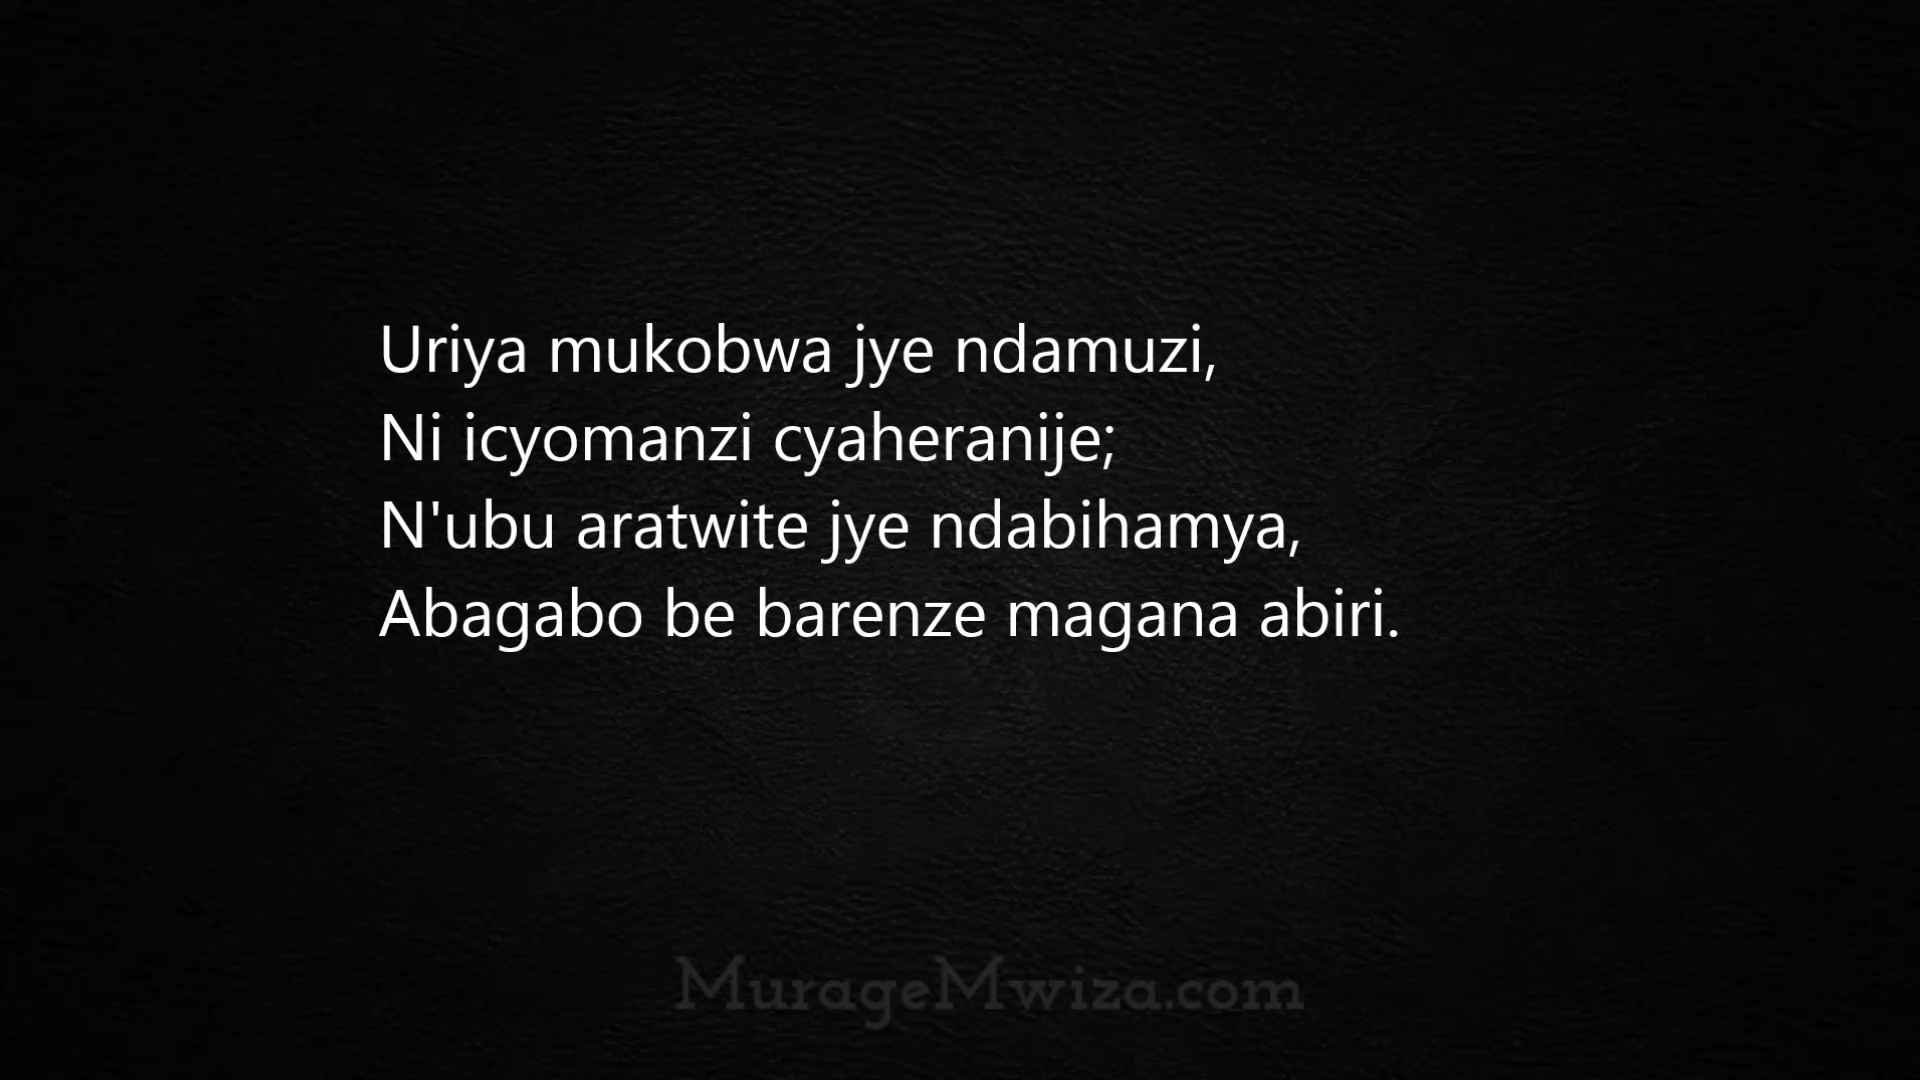 Uriya mukobwa jye ndamuzi,
Ni icyomanzi cyaheranije;
N'ubu aratwite jye ndabihamya,
Abagabo be barenze magana abiri.
MurageMwiza.com